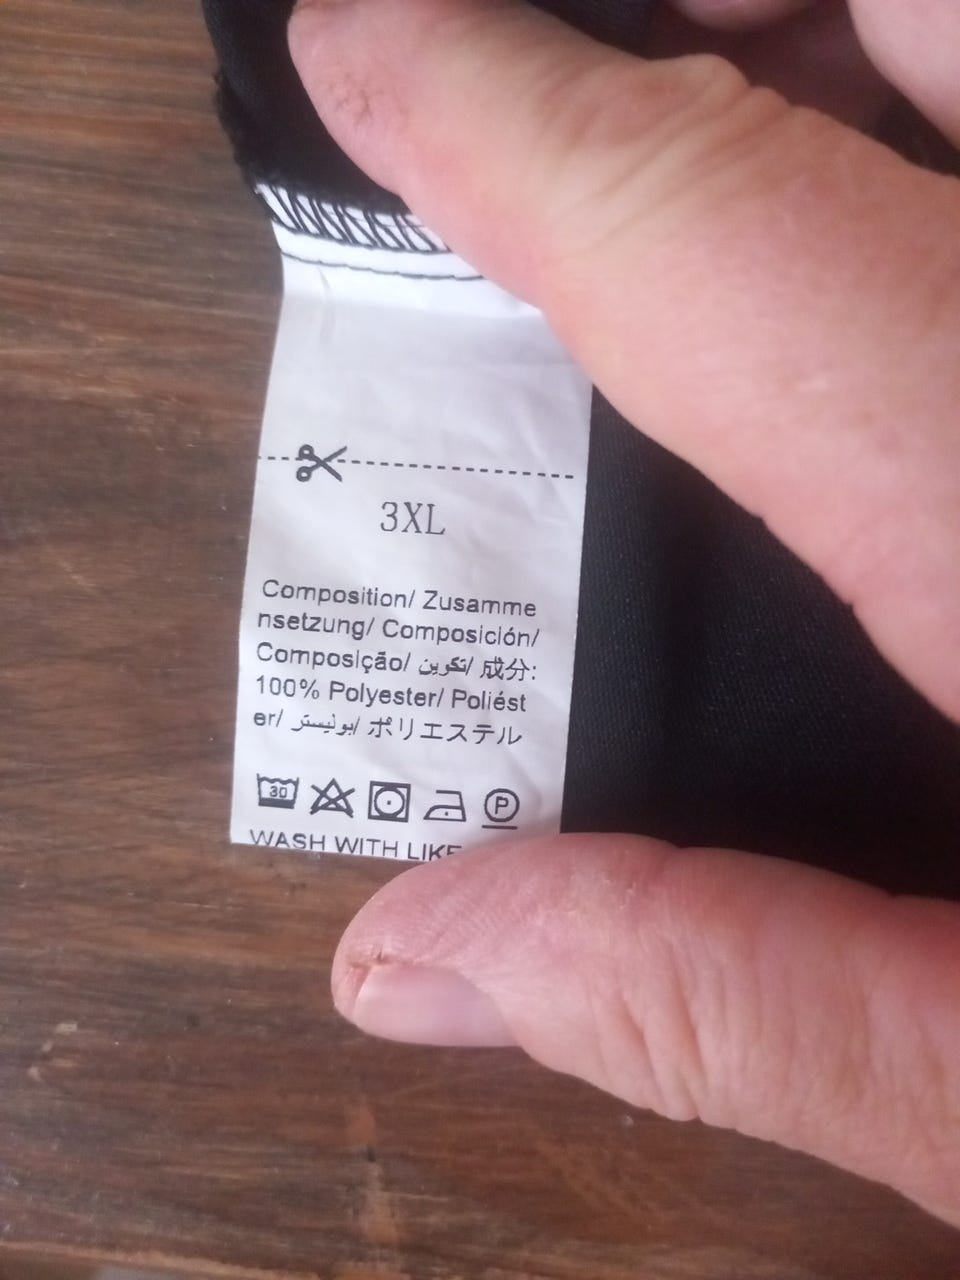 3XL
Composition/ Zusamme
nsetzung/ Composición/
Composição/ تكوين/ 成分:
100% Polyester/ Poliést
er/ بوليستر/ ポリエステル
30
P
WASH WITH LIKE